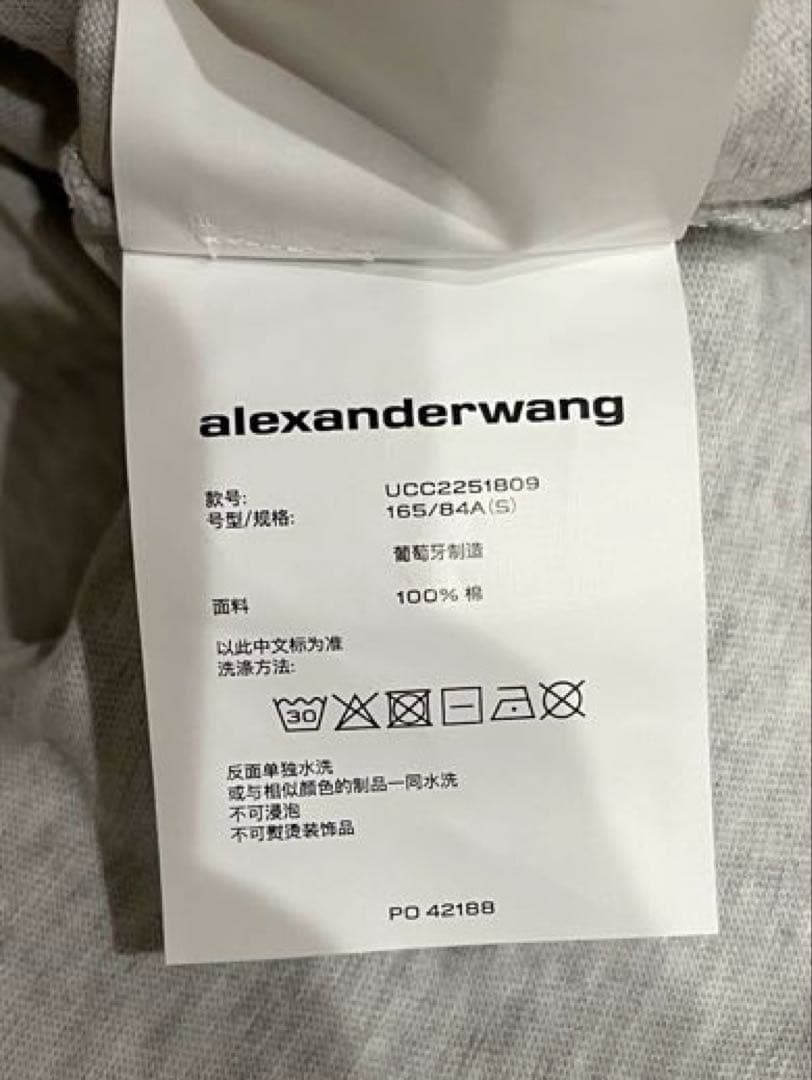 alexanderwang
款号: UCC2251809
号型/规格: 165/84A(S)
葡萄牙制造
面料 100% 棉
以此中文标为准
洗涤方法:
30
反面单独水洗
或与相似颜色的制品一同水洗
不可浸泡
不可熨烫装饰品
PO 42188